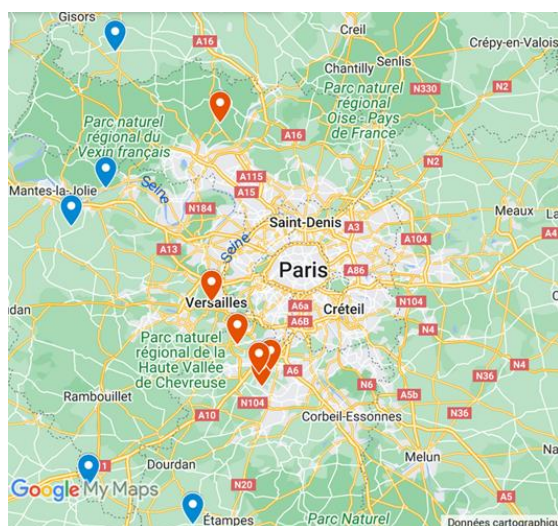 Gisors
A16
Creil
Senlis
Crépy-en-Valois
Chantilly
N330
N2
Parc naturel
régional du
Vexin français
Parc naturel
régional
Oise - Pays
de France
A16
N2
Mantes-la-Jolie
Seine
A115
A15
N184
Saint-Denis
A3
A104
Meaux
A4
A13
Seine
Paris
A86
Versailles
A6a
Créteil
N104
A6B
N4
N4
Parc naturel
régional de la
Haute Vallée
de Chevreuse
A6
N6
N36
Rambouillet
A10
N104
A5b
Corbeil-Essonnes
N36
Dourdan
Melun
Google My Maps
N20
A5
Étampes
Parc Naturel
Données cartographiq